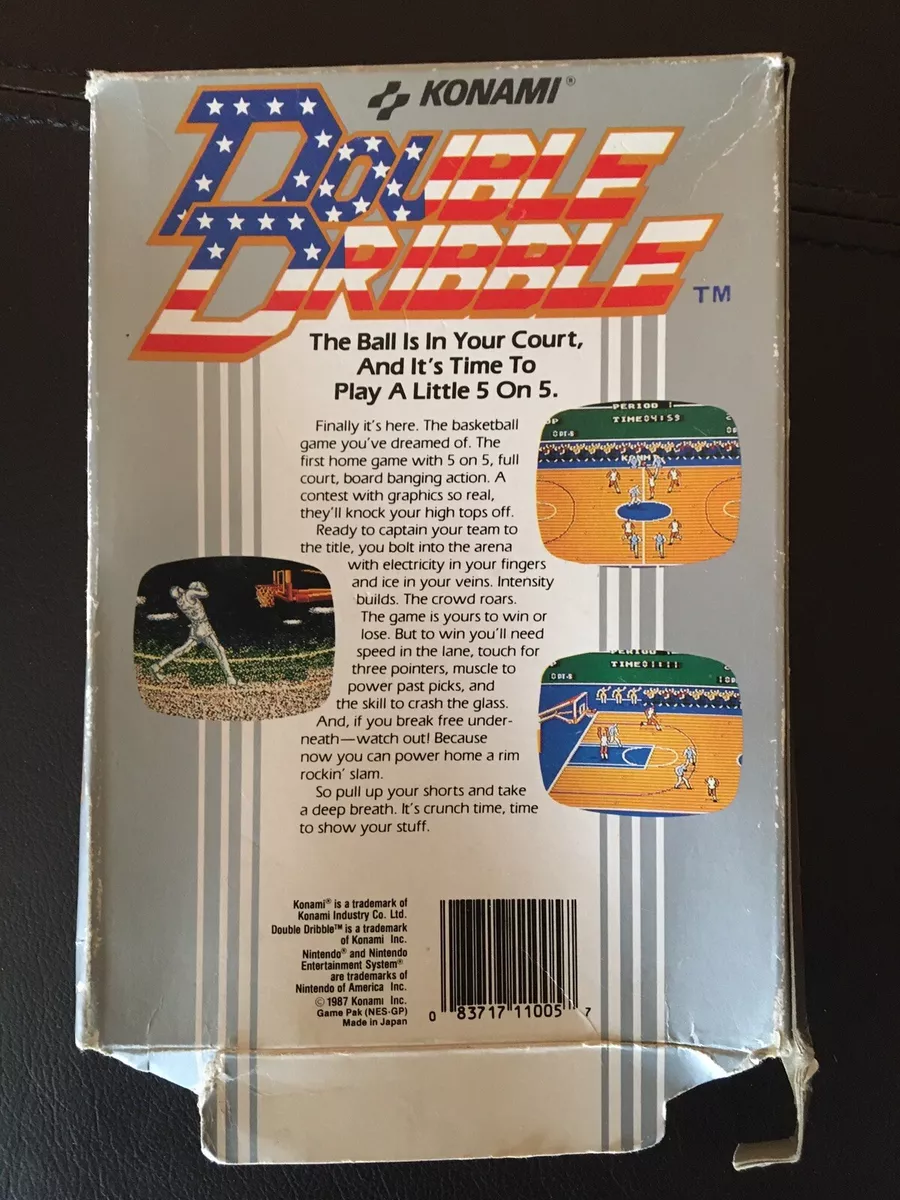 KONAMI®
DOUBLE
DRIBBLE ™
The Ball Is In Your Court,
And It's Time To
Play A Little 5 On 5.
Finally it's here. The basketball
game you've dreamed of. The
first home game with 5 on 5, full
court, board banging action. A
contest with graphics so real,
they'll knock your high tops off.
Ready to captain your team to
the title, you bolt into the arena
with electricity in your fingers
and ice in your veins. Intensity
builds. The crowd roars.
The game is yours to win or
lose. But to win you'll need
speed in the lane, touch for
three pointers, muscle to
power past picks, and
the skill to crash the glass.
And, if you break free under-
neath—watch out! Because
now you can power home a rim
rockin' slam.
So pull up your shorts and take
a deep breath. It's crunch time, time
to show your stuff.
PERIOD
TIME04:59
PERIOD
TIME
Konami® is a trademark of
Konami Industry Co. Ltd.
Double Dribble™ is a trademark
of Konami Inc.
Nintendo® and Nintendo
Entertainment System®
are trademarks of
Nintendo of America Inc.
©1987 Konami Inc.
Game Pak (NES-GP)
Made in Japan
0 83717 11005 7